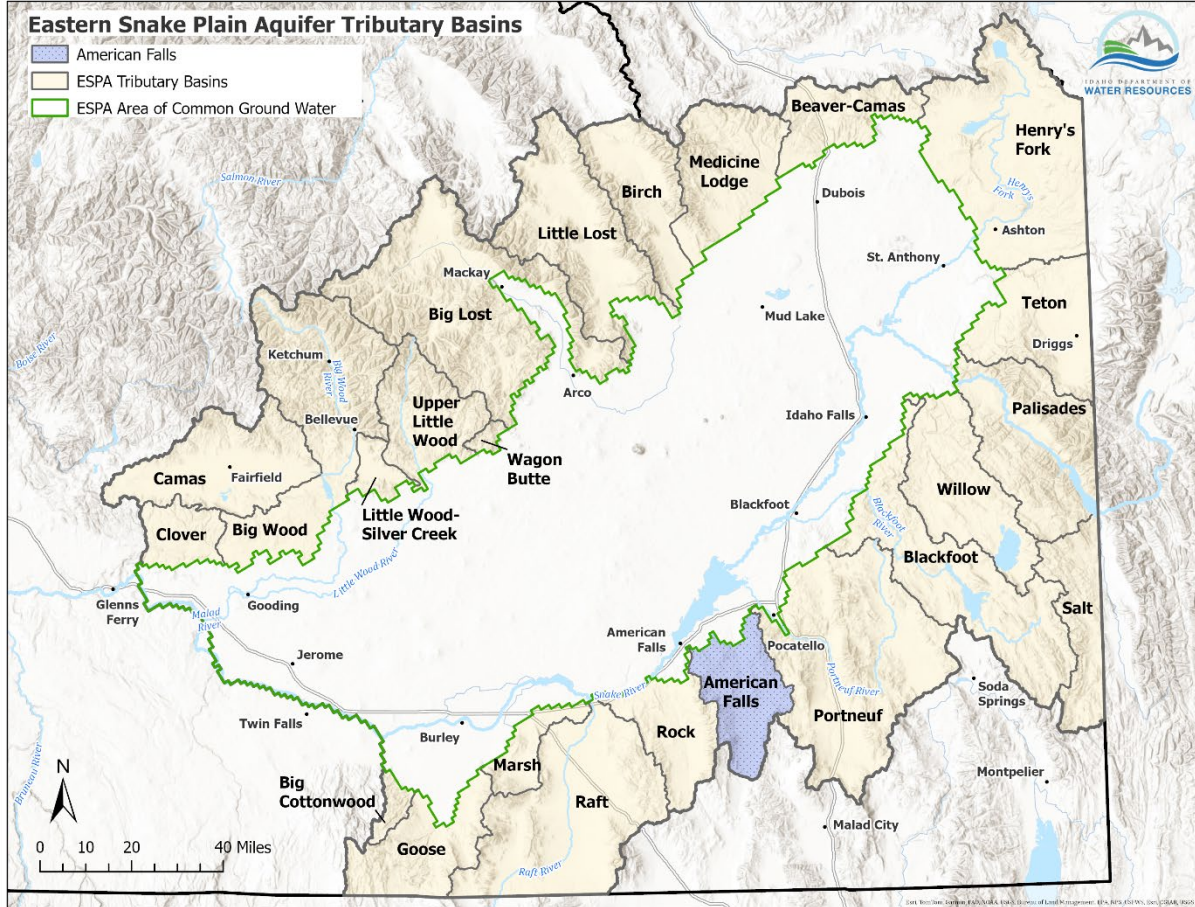 Eastern Snake Plain Aquifer Tributary Basins
American Falls
ESPA Tributary Basins
ESPA Area of Common Ground Water
IDAHO DEPARTMENT OF
WATER RESOURCES
Beaver-Camas
Henry's
Fork
Medicine
Lodge
Birch
Salmon River
Henrys
Fork
Dubois
Little Lost
Ashton
St. Anthony
Mackay
Teton
Big Lost
Mud Lake
Driggs
Boise River
Ketchum
Big Wood
River
Arco
Upper
Little
Wood
Palisades
Idaho Falls
Bellevue
Wagon
Butte
Camas
Fairfield
Willow
Blackfoot
Little Wood-
Silver Creek
Clover
Big Wood
Blackfoot
River
Blackfoot
Little Wood River
Glenns
Ferry
Gooding
Malad
River
Salt
American
Falls
Pocatello
Jerome
American
Falls
Portneuf River
Soda
Springs
Snake River
Portneuf
Twin Falls
Burley
Rock
Marsh
Bruneau River
N
Big
Cottonwood
Montpelier
Raft
Malad City
0 20 40 Miles
Goose
Raft River